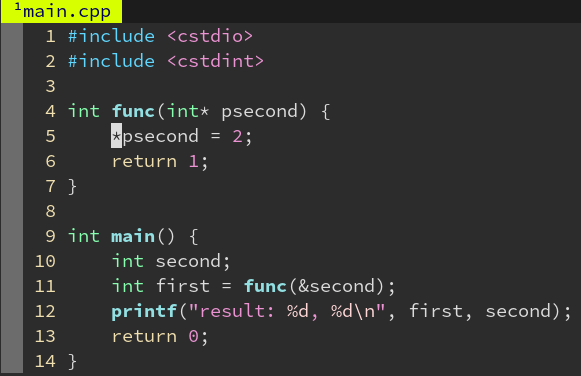 ¹main.cpp
1 #include <cstdio>
2 #include <cstdint>
3
4 int func(int* psecond) {
5     *psecond = 2;
6     return 1;
7 }
8
9 int main() {
10     int second;
11     int first = func(&second);
12     printf("result: %d, %d\n", first, second);
13     return 0;
14 }